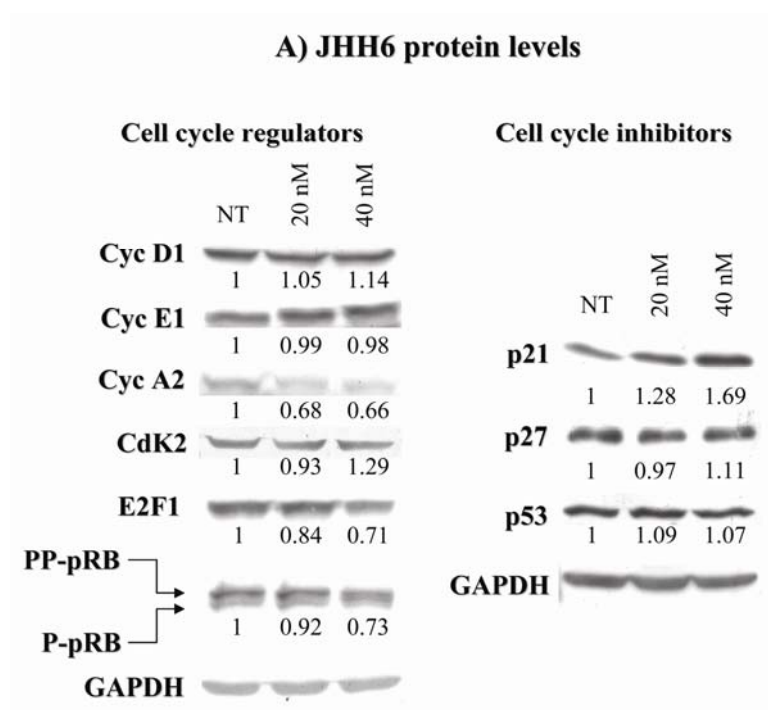 A) JHH6 protein levels
Cell cycle regulators
NT 20 nM 40 nM
Cyc D1
1 1.05 1.14
Cyc E1
1 0.99 0.98
Cyc A2
1 0.68 0.66
CdK2
1 0.93 1.29
E2F1
1 0.84 0.71
PP-pRB
P-pRB
1 0.92 0.73
GAPDH
Cell cycle inhibitors
NT 20 nM 40 nM
p21
1 1.28 1.69
p27
1 0.97 1.11
p53
1 1.09 1.07
GAPDH